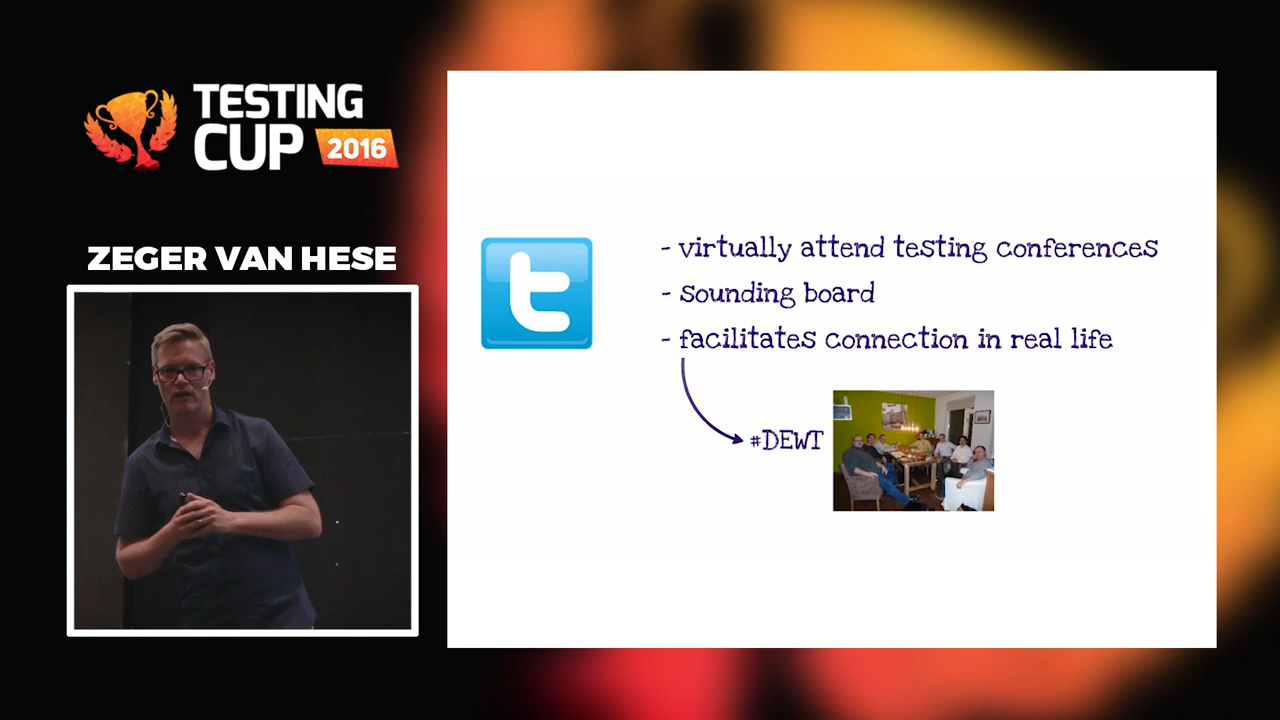 TESTING
CUP 2016
ZEGER VAN HESE
t
- virtually attend testing conferences
- sounding board
- facilitates connection in real life
#DEWT